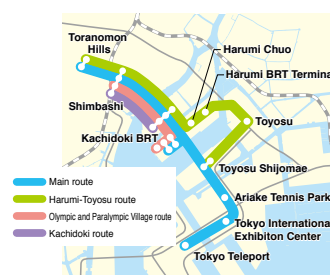 Toranomon
Hills
Harumi Chuo
Harumi BRT Termina
Shimbashi
Kachidoki BRT
Toyosu
Toyosu Shijomae
Main route
Harumi-Toyosu route
Olympic and Paralympic Village route
Kachidoki route
Ariake Tennis Park
Tokyo Internationa
Exhibiton Center
Tokyo Teleport